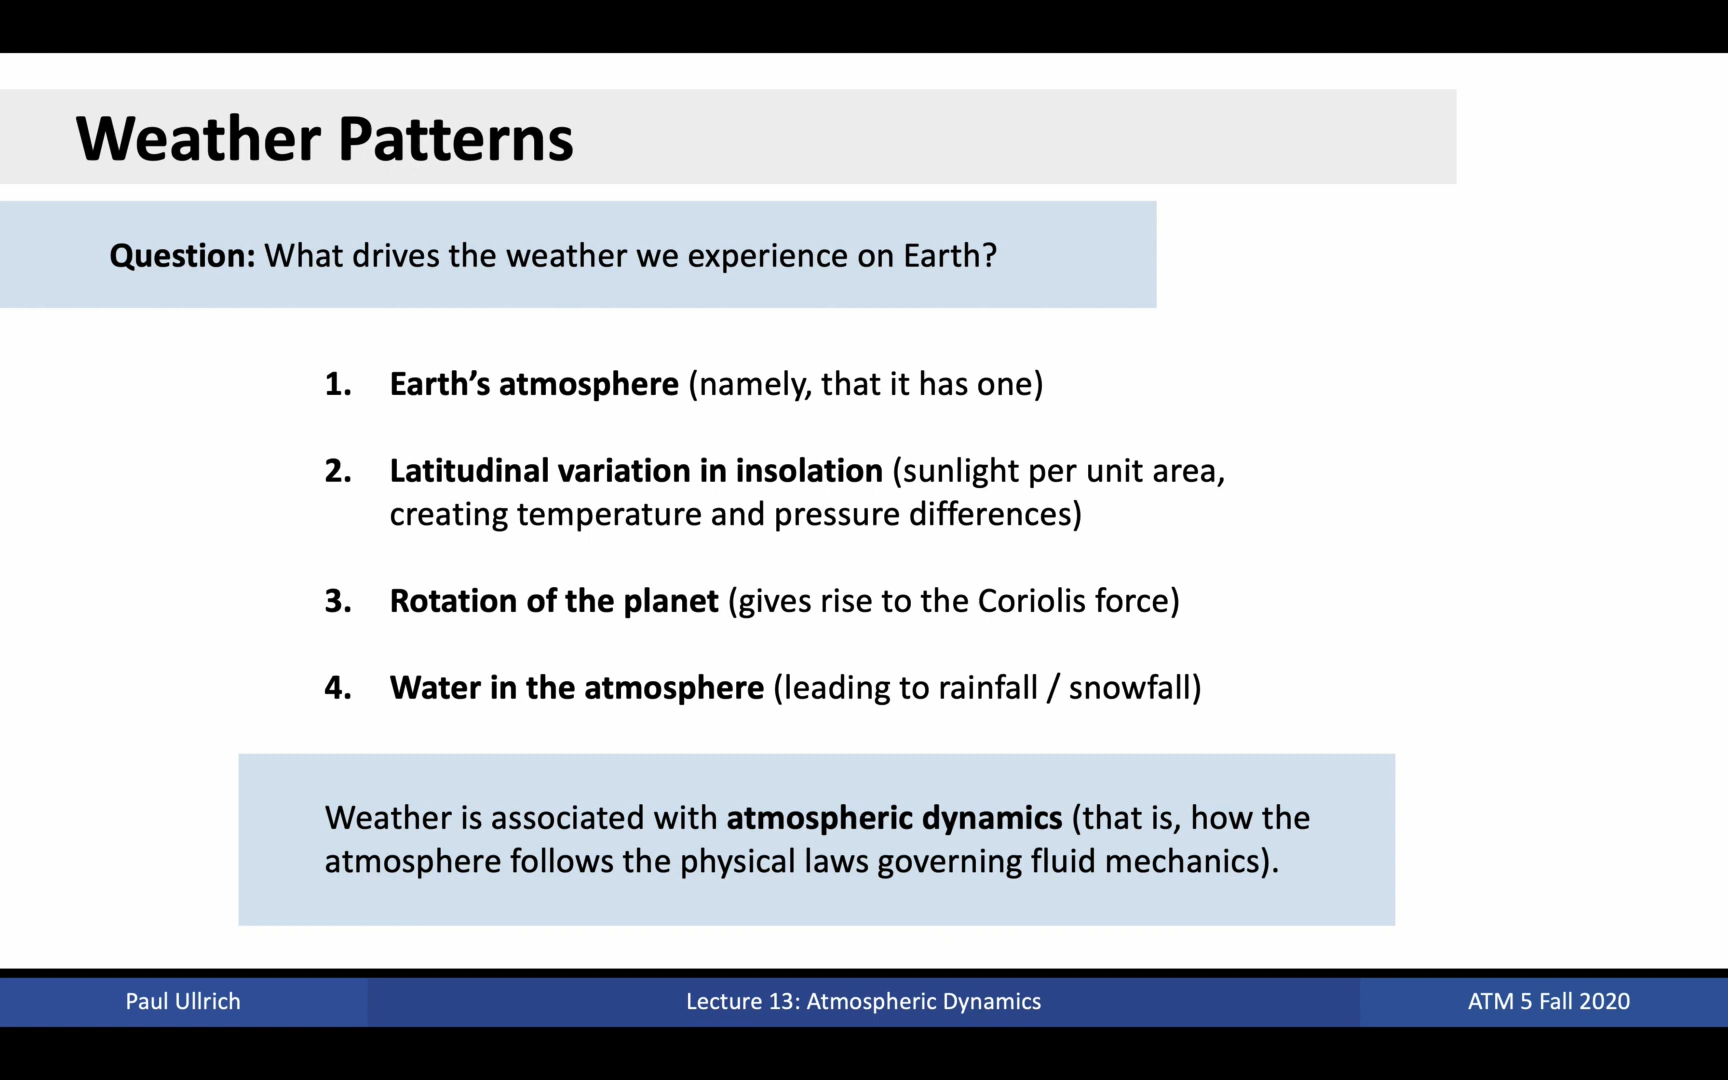 Weather Patterns
Question: What drives the weather we experience on Earth?
1. Earth’s atmosphere (namely, that it has one)
2. Latitudinal variation in insolation (sunlight per unit area,
creating temperature and pressure differences)
3. Rotation of the planet (gives rise to the Coriolis force)
4. Water in the atmosphere (leading to rainfall / snowfall)
Weather is associated with atmospheric dynamics (that is, how the
atmosphere follows the physical laws governing fluid mechanics).
Paul Ullrich
Lecture 13: Atmospheric Dynamics
ATM 5 Fall 2020